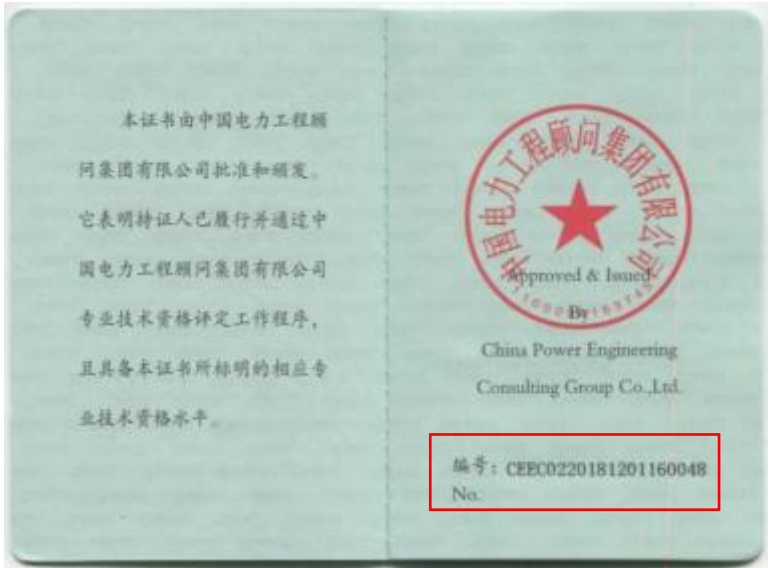 本证书由中国电力工程顾
问集团有限公司批准和颁发。
它表明持证人已履行并通过中
国电力工程顾问集团有限公司
专业技术资格评定工作程序，
且具备本证书所标明的相应专
业技术资格水平。
中国电力工程顾问集团有限公司
Approved & Issued
By
China Power Engineering
Consulting Group Co.,Ltd.
编号：CEEC0220181201160048
No.